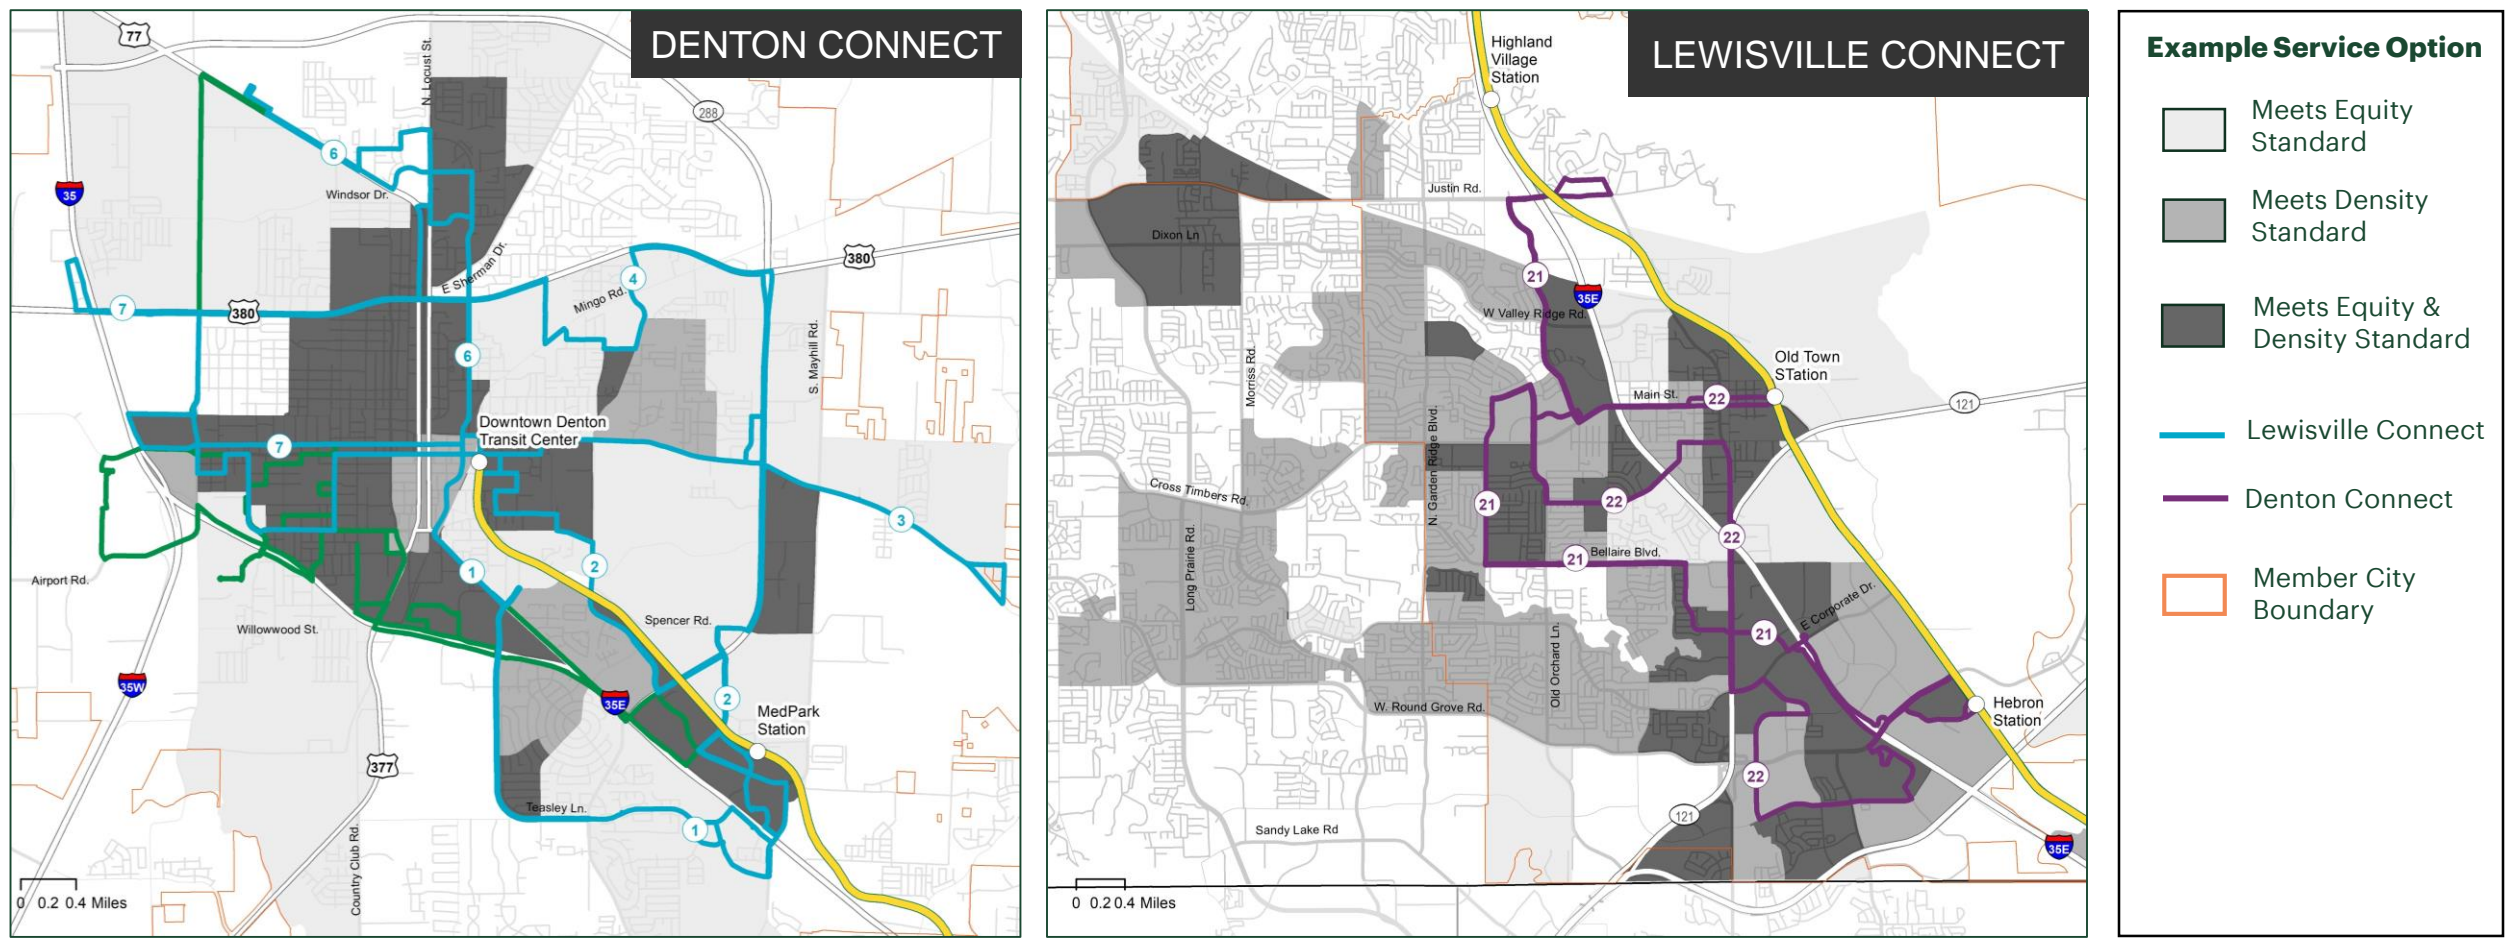 DENTON CONNECT
77
N. Locust St.
288
6
Windsor Dr.
35
E Sherman Dr.
380
4
Mingo Rd.
7
380
6
S. Mayhill Rd.
Downtown Denton
Transit Center
7
3
1
2
Airport Rd.
Spencer Rd.
Willowwood St.
35W
35E
2
MedPark
Station
377
Teasley Ln.
1
Country Club Rd.
0 0.2 0.4 Miles
LEWISVILLE CONNECT
Highland
Village
Station
Justin Rd.
Dixon Ln
21
35E
W Valley Ridge Rd.
Morriss Rd.
Old Town
STation
Main St.
22
121
N. Garden Ridge Blvd.
Cross Timbers Rd.
21
22
Long Prairie Rd.
22
21
Bellaire Blvd.
E Corporate Dr.
21
Old Orchard Ln.
W. Round Grove Rd.
Hebron
Station
22
121
Sandy Lake Rd
35E
0 0.2 0.4 Miles
Example Service Option
Meets Equity
Standard
Meets Density
Standard
Meets Equity &
Density Standard
Lewisville Connect
Denton Connect
Member City
Boundary